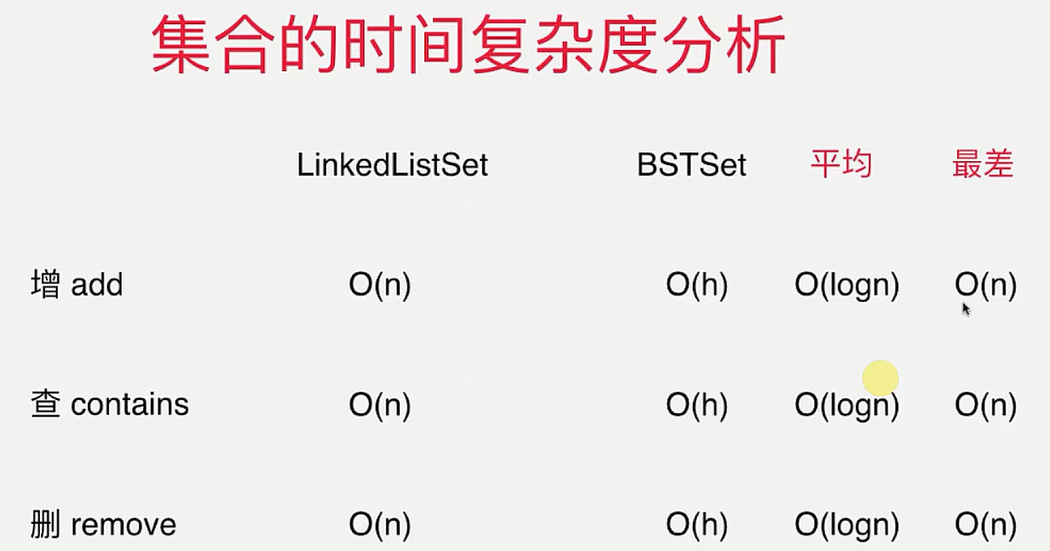 集合的时间复杂度分析
LinkedListSet BSTSet 平均 最差
增 add O(n) O(h) O(logn) O(n)
查 contains O(n) O(h) O(logn) O(n)
删 remove O(n) O(h) O(logn) O(n)